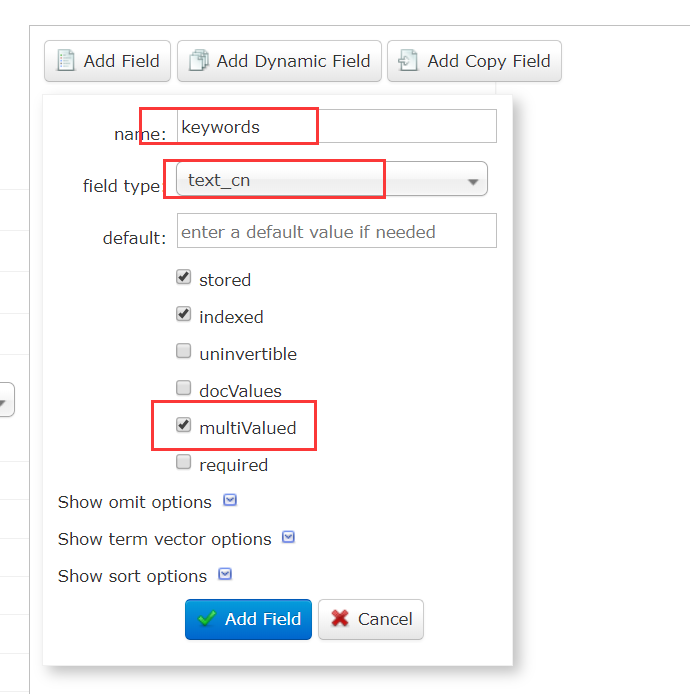 Add Field Add Dynamic Field Add Copy Field
name: keywords
field type: text_cn
default: enter a default value if needed
stored
indexed
uninvertible
docValues
multiValued
required
Show omit options
Show term vector options
Show sort options
Add Field Cancel